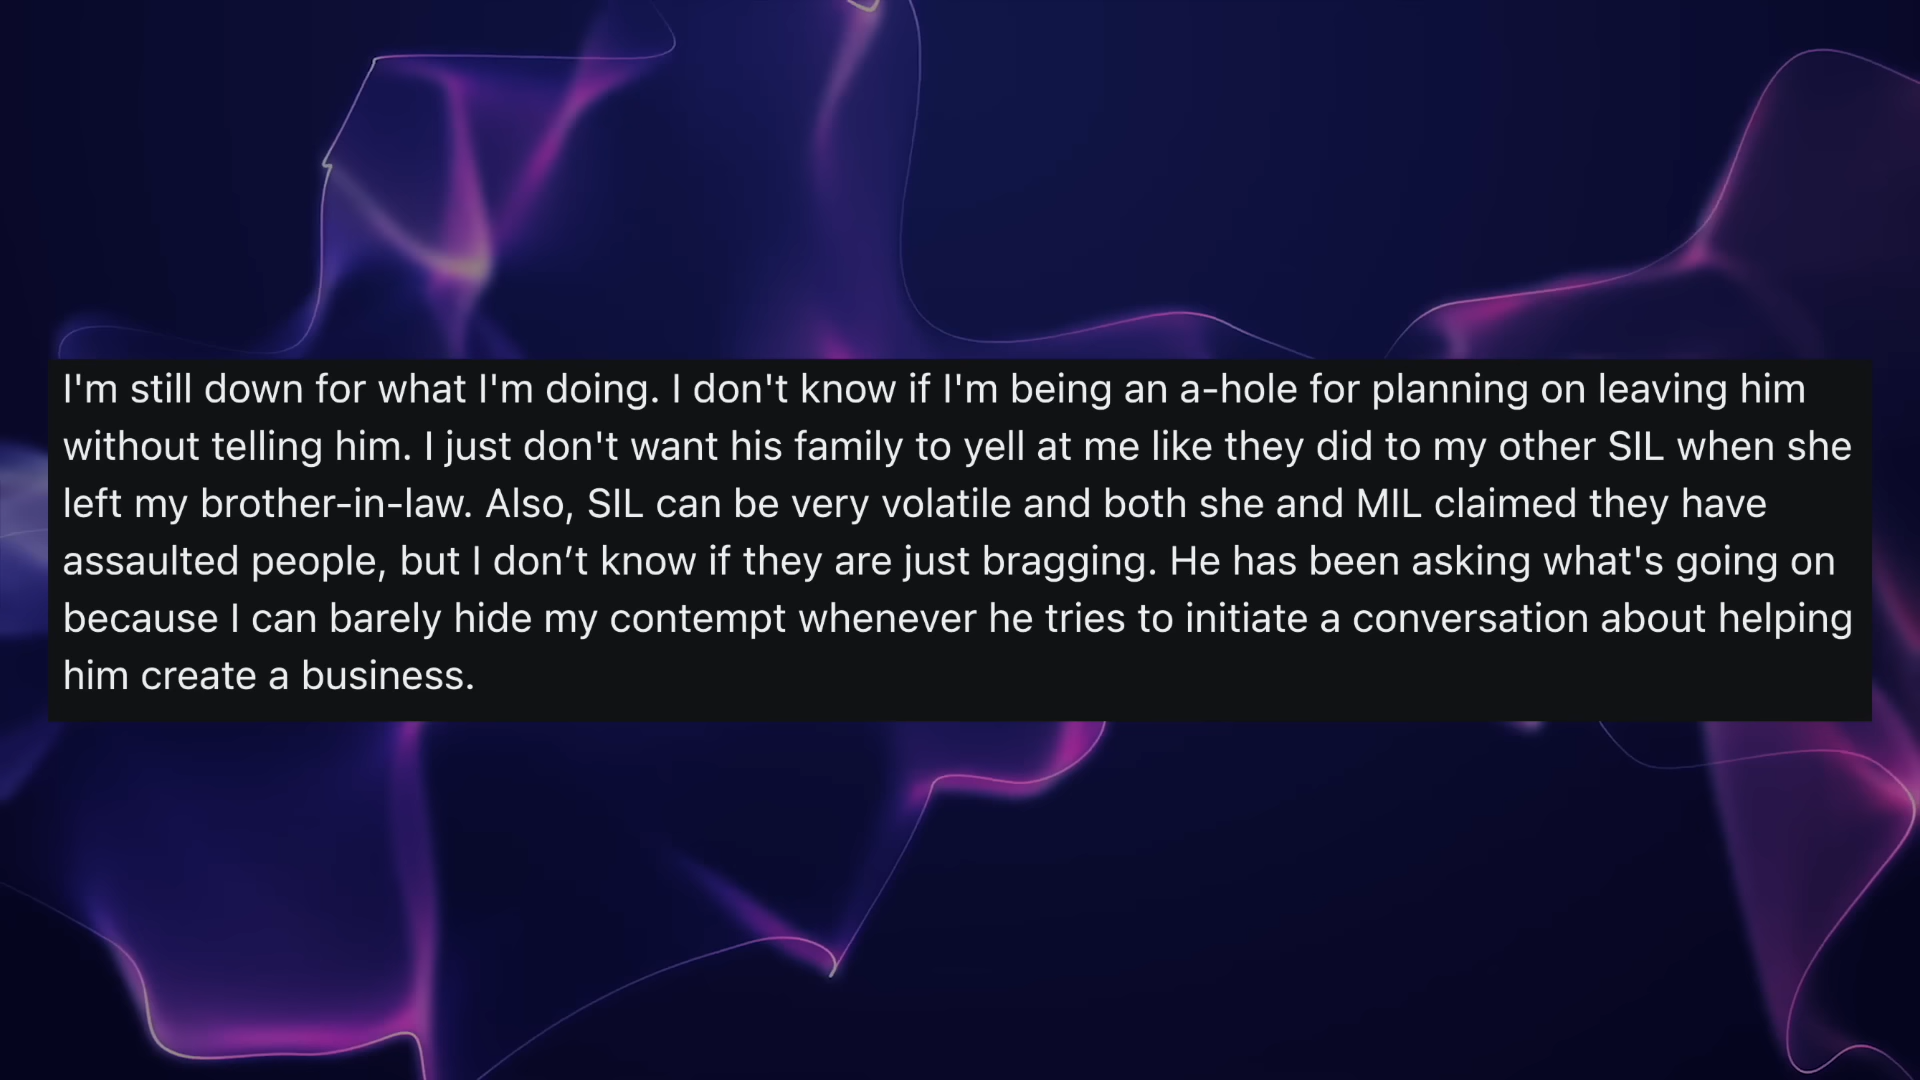 I'm still down for what I'm doing. I don't know if I'm being an a-hole for planning on leaving him
without telling him. I just don't want his family to yell at me like they did to my other SIL when she
left my brother-in-law. Also, SIL can be very volatile and both she and MIL claimed they have
assaulted people, but I don’t know if they are just bragging. He has been asking what's going on
because I can barely hide my contempt whenever he tries to initiate a conversation about helping
him create a business.